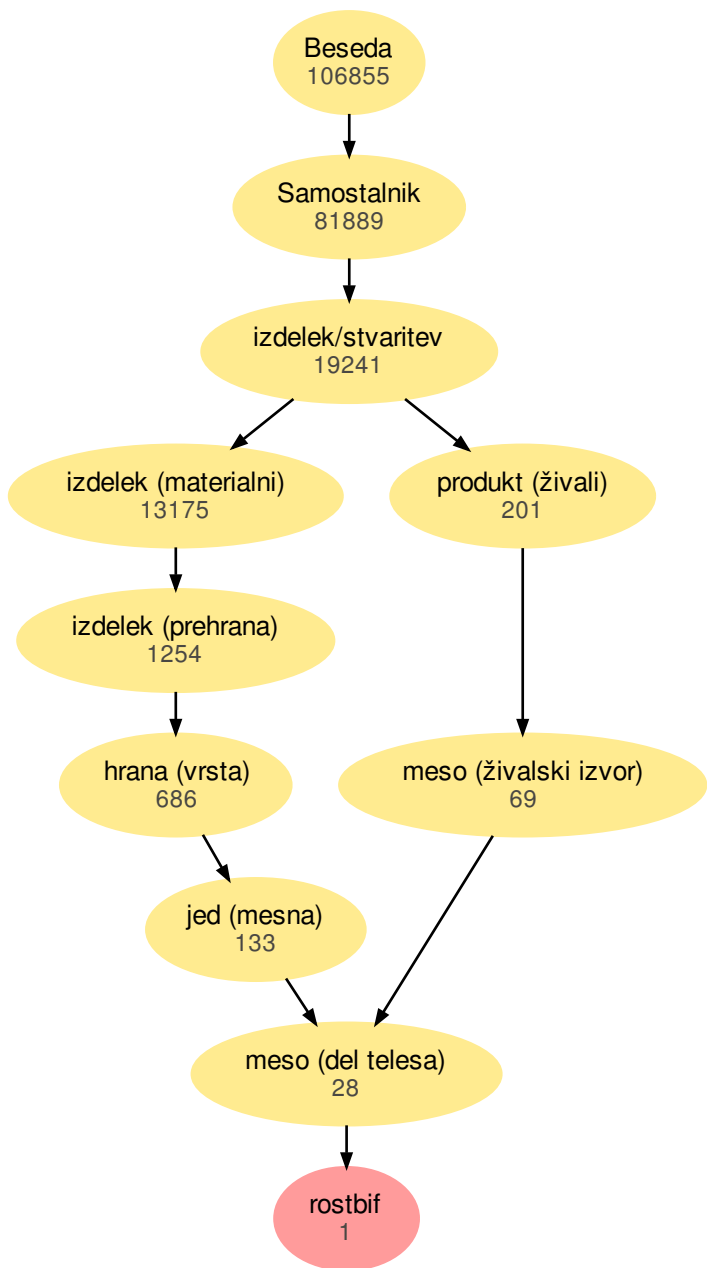 Beseda
106855
Samostalnik
81889
izdelek/stvaritev
19241
izdelek (materialni)
13175
produkt (živali)
201
izdelek (prehrana)
1254
hrana (vrsta)
686
meso (živalski izvor)
69
jed (mesna)
133
meso (del telesa)
28
rostbif
1